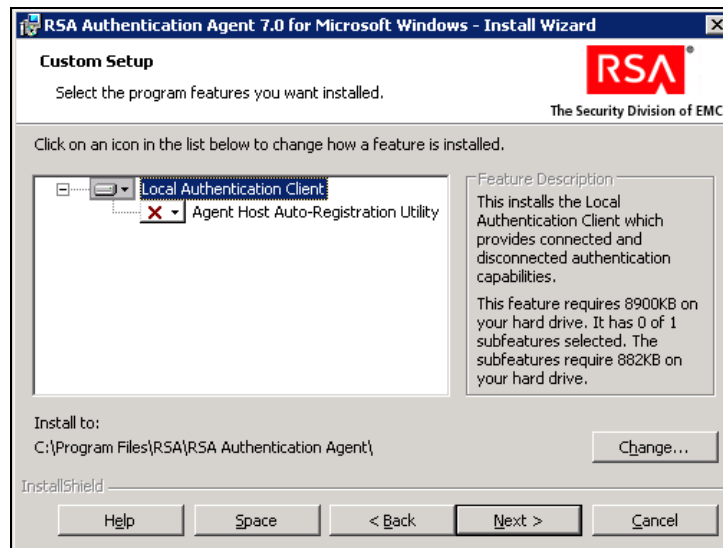 RSA Authentication Agent 7.0 for Microsoft Windows - Install Wizard
Custom Setup
Select the program features you want installed.
RSA
The Security Division of EMC
Click on an icon in the list below to change how a feature is installed.
Local Authentication Client
Agent Host Auto-Registration Utility
Feature Description
This installs the Local
Authentication Client which
provides connected and
disconnected authentication
capabilities.
This feature requires 8900KB on
your hard drive. It has 0 of 1
subfeatures selected. The
subfeatures require 882KB on
your hard drive.
Install to:
C:\Program Files\RSA\RSA Authentication Agent\
Change...
InstallShield
Help
Space
< Back
Next >
Cancel